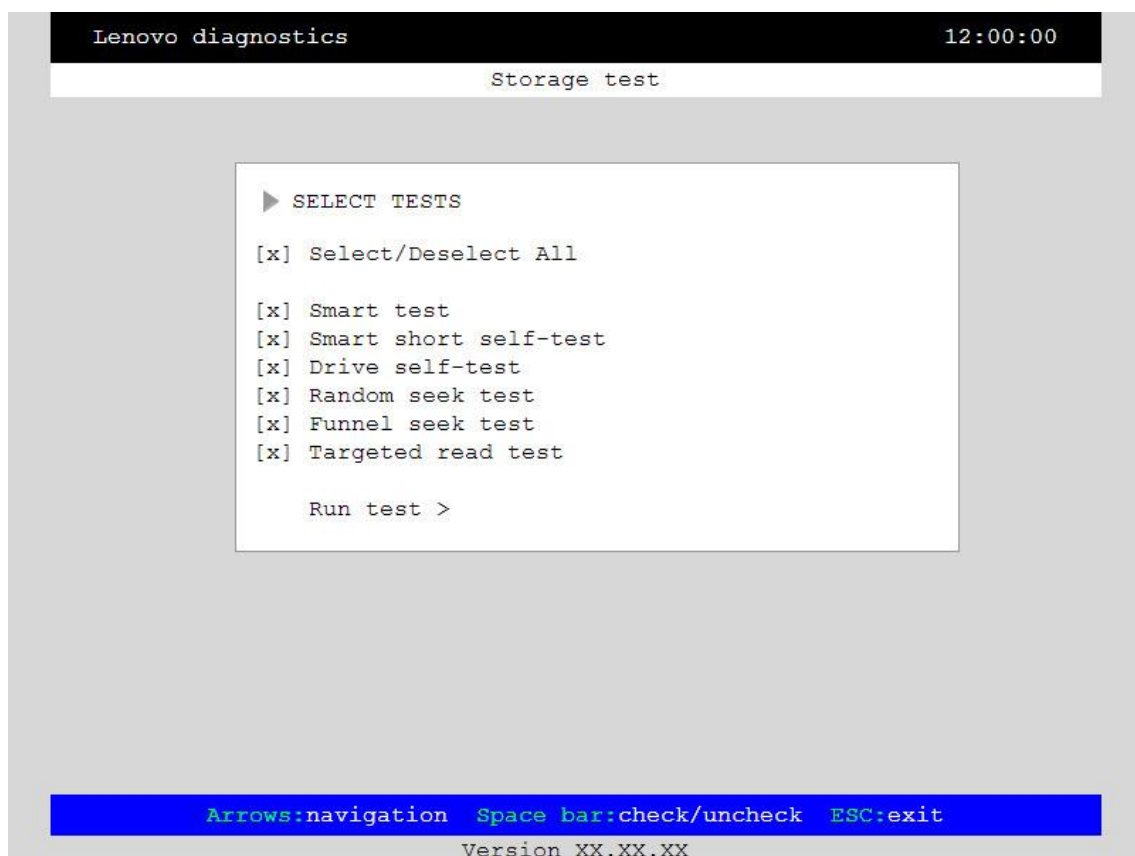 Lenovo diagnostics 12:00:00
Storage test
SELECT TESTS
[x] Select/Deselect All
[x] Smart test
[x] Smart short self-test
[x] Drive self-test
[x] Random seek test
[x] Funnel seek test
[x] Targeted read test
Run test >
Arrows:navigation Space bar:check/uncheck ESC:exit
Version XX.XX.XX